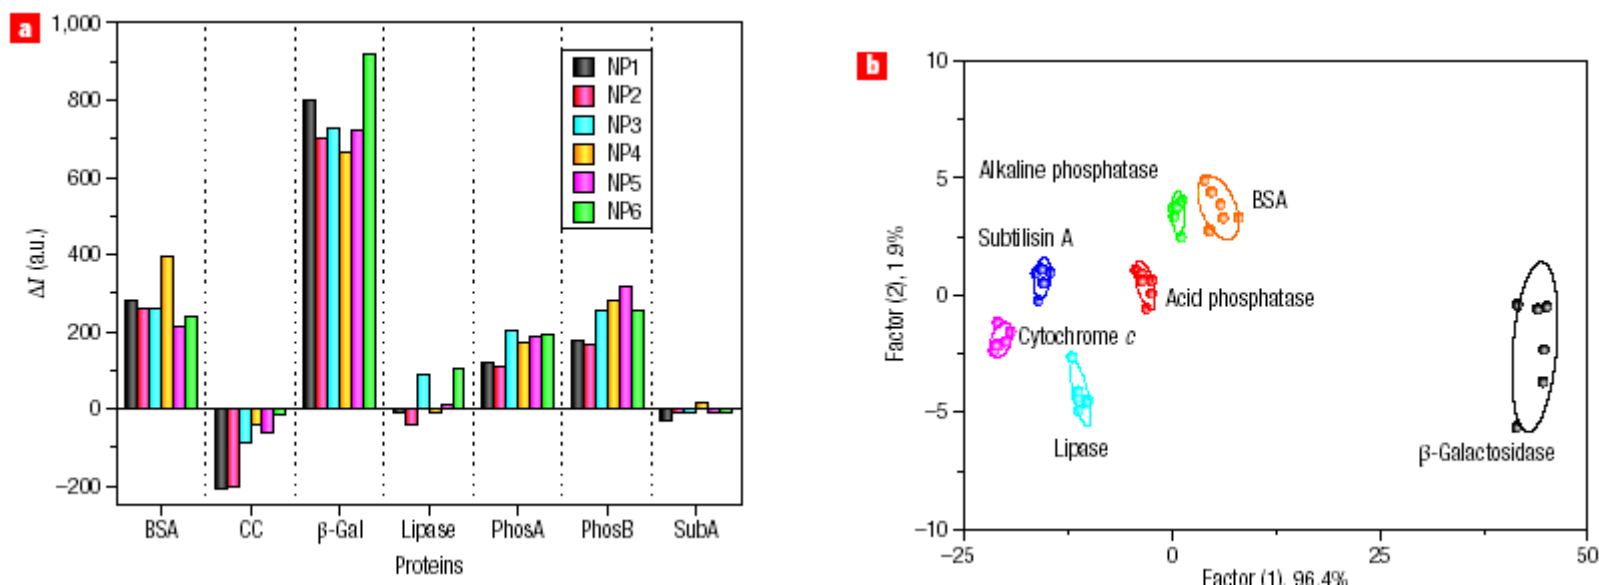 a
1,000
800
600
400
200
0
−200
ΔI (a.u.)
NP1
NP2
NP3
NP4
NP5
NP6
BSA
CC
β-Gal
Lipase
PhosA
PhosB
SubA
Proteins
b
10
5
0
−5
−10
Factor (2), 1.9%
Alkaline phosphatase
BSA
Subtilisin A
Acid phosphatase
Cytochrome c
Lipase
β-Galactosidase
−25
0
25
50
Factor (1), 96.4%